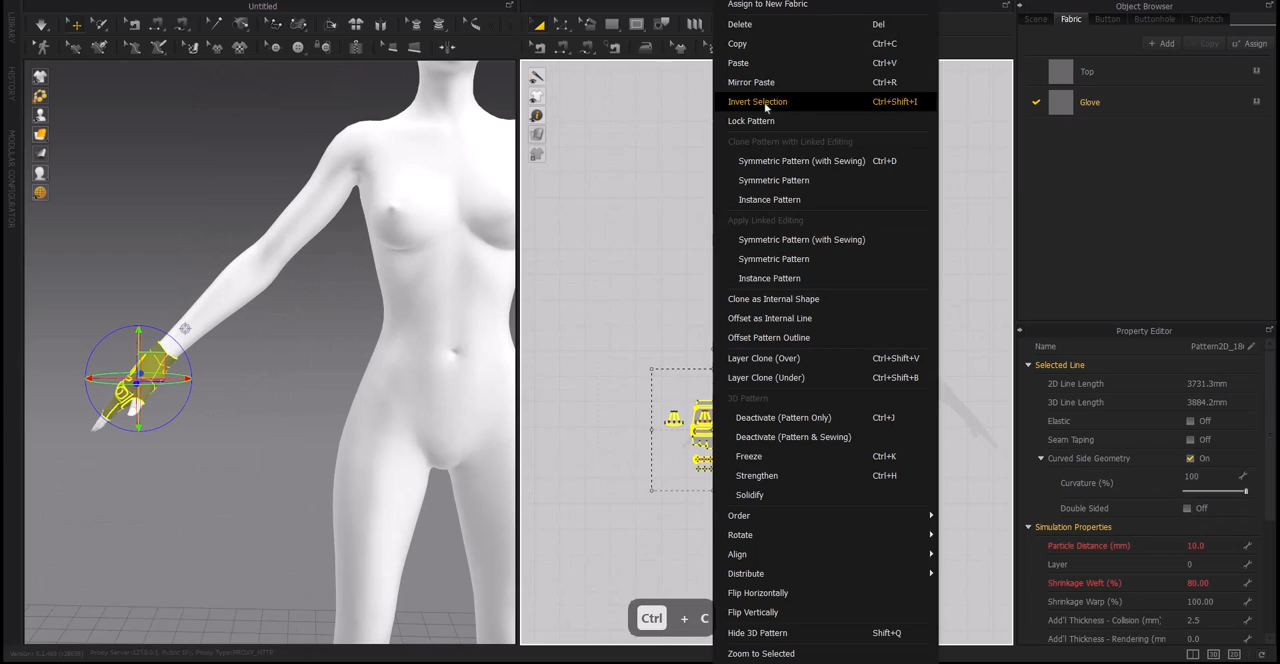 Untitled
Object Browser
LIBRARY
HISTORY
MODULAR CONFIGURATOR
Scene
Fabric
Button
Buttonhole
Topstitch
+ Add
Copy
Assign
Top
Glove
Assign to New Fabric
Delete Del
Copy Ctrl+C
Paste Ctrl+V
Mirror Paste Ctrl+R
Invert Selection Ctrl+Shift+I
Lock Pattern
Clone Pattern with Linked Editing
Symmetric Pattern (with Sewing) Ctrl+D
Symmetric Pattern
Instance Pattern
Apply Linked Editing
Symmetric Pattern (with Sewing)
Symmetric Pattern
Instance Pattern
Clone as Internal Shape
Offset as Internal Line
Offset Pattern Outline
Layer Clone (Over) Ctrl+Shift+V
Layer Clone (Under) Ctrl+Shift+B
3D Pattern
Deactivate (Pattern Only) Ctrl+J
Deactivate (Pattern & Sewing)
Freeze Ctrl+K
Strengthen Ctrl+H
Solidify
Order
Rotate
Align
Distribute
Flip Horizontally
Flip Vertically
Hide 3D Pattern Shift+Q
Zoom to Selected
Ctrl + C
Property Editor
Name Pattern2D_18
Selected Line
2D Line Length 3731.3mm
3D Line Length 3884.2mm
Elastic Off
Seam Taping Off
Curved Side Geometry On
Curvature (%) 100
Double Sided Off
Simulation Properties
Particle Distance (mm) 10.0
Layer 0
Shrinkage Weft (%) 80.00
Shrinkage Warp (%) 100.00
Add'l Thickness - Collision (mm) 2.5
Add'l Thickness - Rendering (mm 0.0
3D
2D